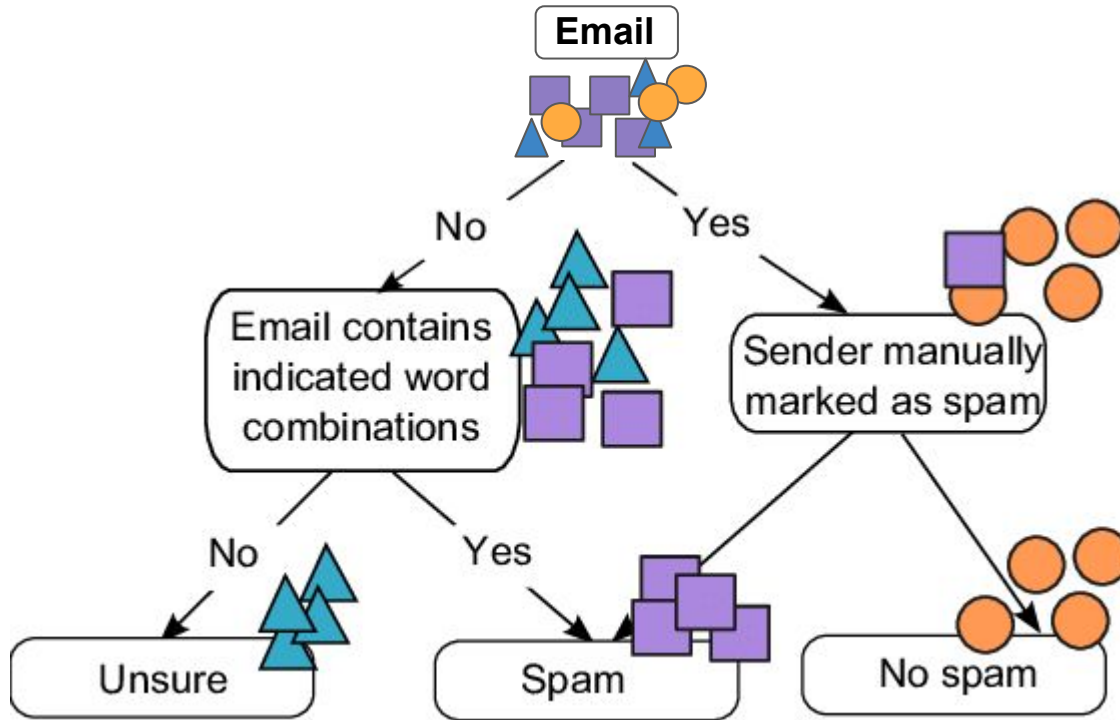 Email
No
Yes
Email contains
indicated word
combinations
Sender manually
marked as spam
No
Yes
Unsure
Spam
No spam